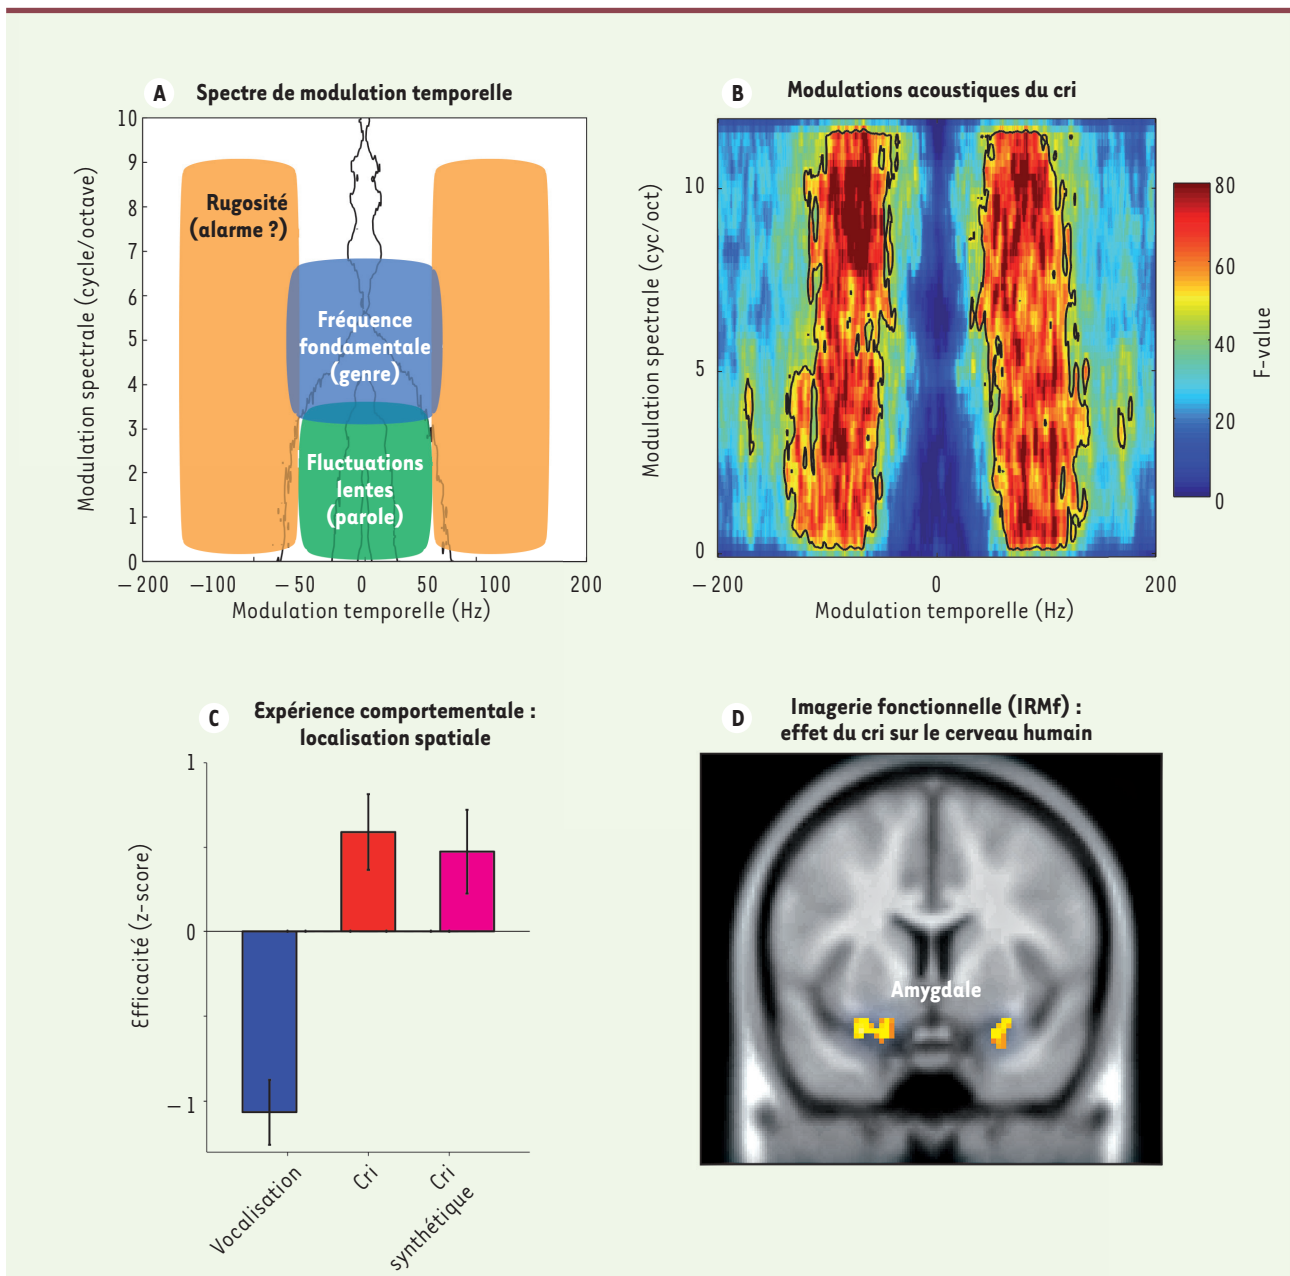 A Spectre de modulation temporelle
10
9
8
7
6
5
4
3
2
1
0
Modulation spectrale (cycle/octave)
Rugosité
(alarme ?)
Fréquence
fondamentale
(genre)
Fluctuations
lentes
(parole)
– 200 –100 – 50 0 50 100 200
Modulation temporelle (Hz)
B Modulations acoustiques du cri
10
5
0
Modulation spectrale (cyc/oct)
– 200 0 200
Modulation temporelle (Hz)
80
60
40
20
0
F-value
C Expérience comportementale :
localisation spatiale
1
0
– 1
Efficacité (z-score)
Vocalisation
Cri
Cri
synthétique
D Imagerie fonctionnelle (IRMf) :
effet du cri sur le cerveau humain
Amygdale